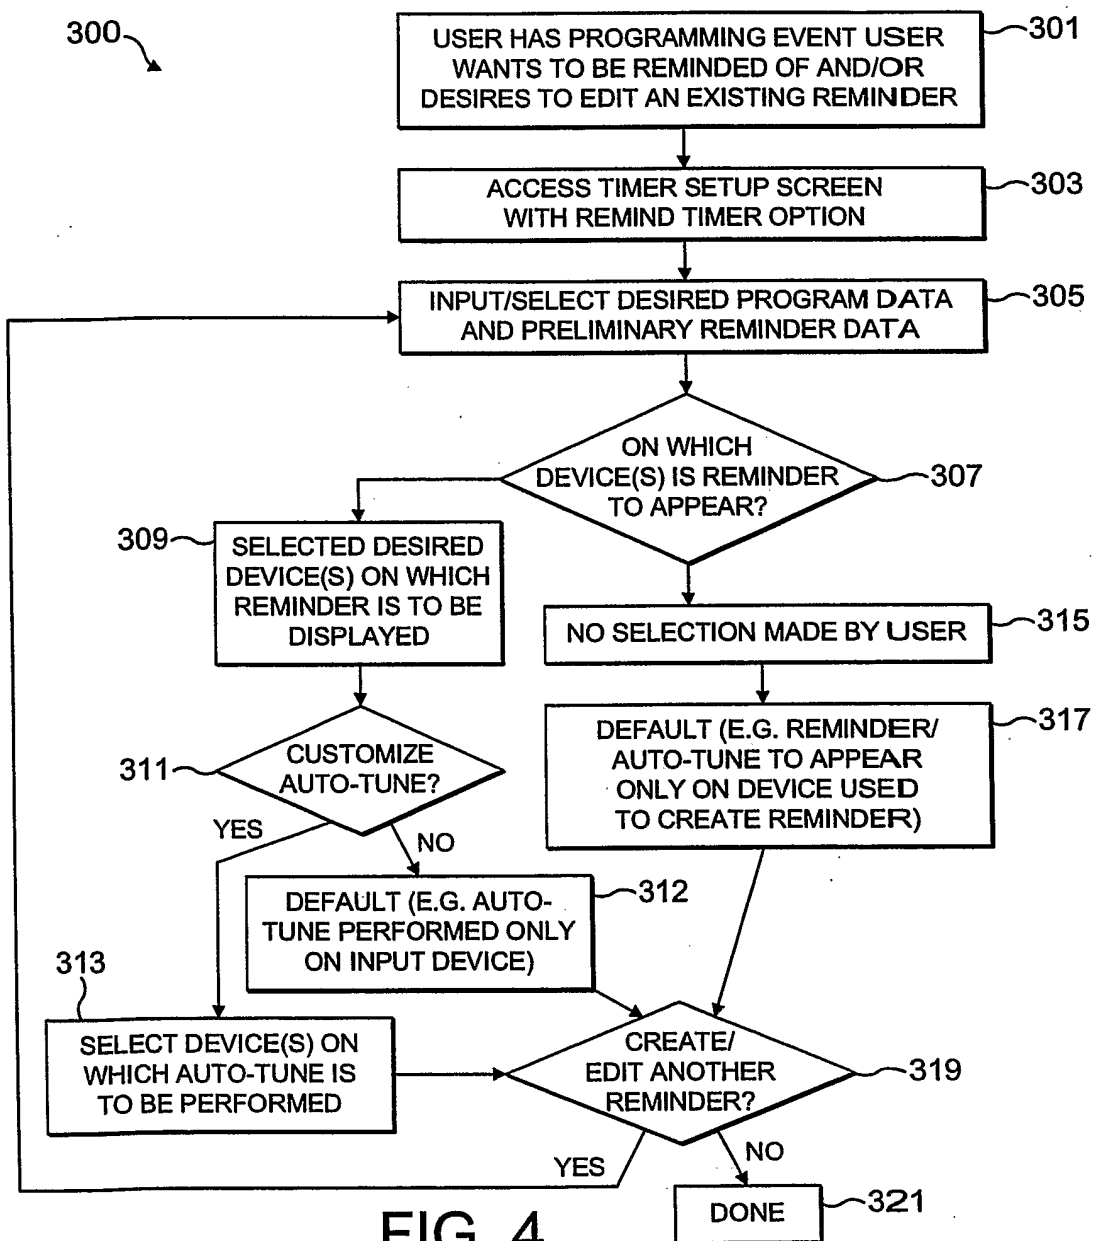 300
USER HAS PROGRAMMING EVENT USER
WANTS TO BE REMINDED OF AND/OR
DESIRES TO EDIT AN EXISTING REMINDER
301
ACCESS TIMER SETUP SCREEN
WITH REMIND TIMER OPTION
303
INPUT/SELECT DESIRED PROGRAM DATA
AND PRELIMINARY REMINDER DATA
305
ON WHICH
DEVICE(S) IS REMINDER
TO APPEAR?
307
309
SELECTED DESIRED
DEVICE(S) ON WHICH
REMINDER IS TO BE
DISPLAYED
NO SELECTION MADE BY USER
315
311
CUSTOMIZE
AUTO-TUNE?
DEFAULT (E.G. REMINDER/
AUTO-TUNE TO APPEAR
ONLY ON DEVICE USED
TO CREATE REMINDER)
317
YES
NO
DEFAULT (E.G. AUTO-
TUNE PERFORMED ONLY
ON INPUT DEVICE)
312
313
SELECT DEVICE(S) ON
WHICH AUTO-TUNE IS
TO BE PERFORMED
CREATE/
EDIT ANOTHER
REMINDER?
319
YES
NO
DONE
321
FIG. 4